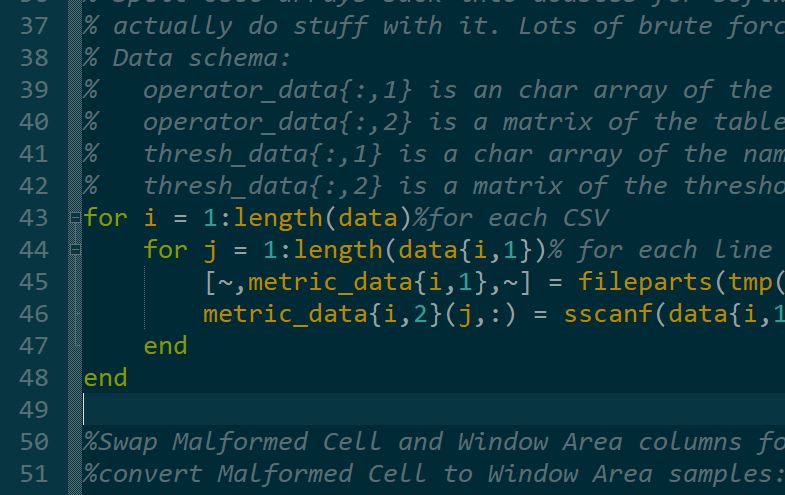 37 % actually do stuff with it. Lots of brute forc
38 % Data schema:
39 %   operator_data{:,1} is an char array of the
40 %   operator_data{:,2} is a matrix of the table
41 %   thresh_data{:,1} is a char array of the nam
42 %   thresh_data{:,2} is a matrix of the thresho
43 for i = 1:length(data)%for each CSV
44     for j = 1:length(data{i,1})% for each line
45         [~,metric_data{i,1},~] = fileparts(tmp(
46         metric_data{i,2}(j,:) = sscanf(data{i,1
47     end
48 end
49
50 %Swap Malformed Cell and Window Area columns fo
51 %convert Malformed Cell to Window Area samples: